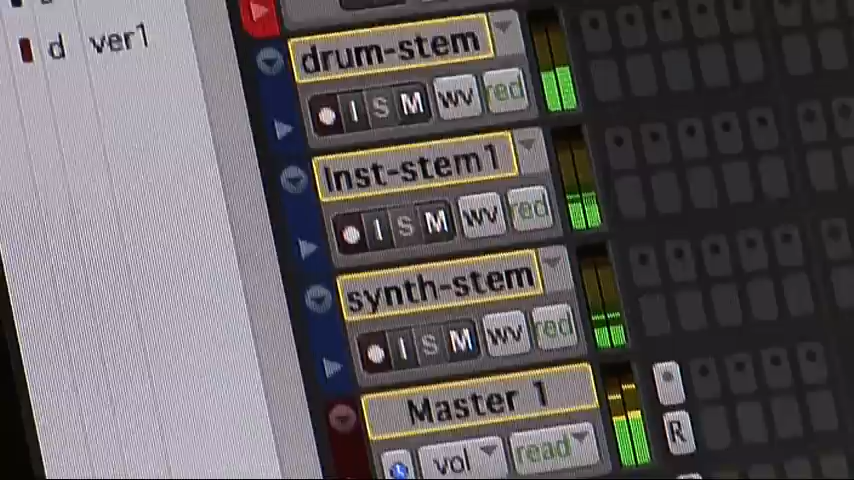 d ver1
drum-stem
I S M wv red
Inst-stem1
I S M wv red
synth-stem
I S M wv red
Master 1
R
vol read